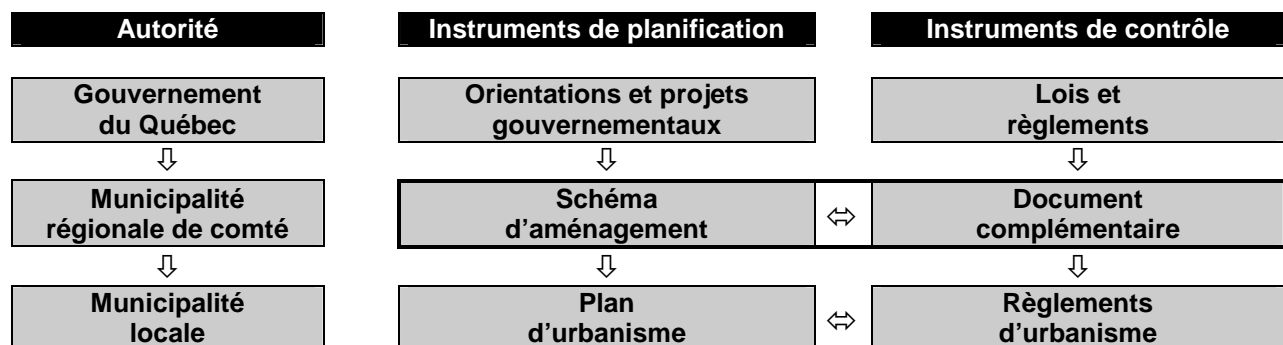 Autorité
Instruments de planification
Instruments de contrôle
Gouvernement
du Québec
Orientations et projets
gouvernementaux
Lois et
règlements
Municipalité
régionale de comté
Schéma
d’aménagement
Document
complémentaire
Municipalité
locale
Plan
d’urbanisme
Règlements
d’urbanisme